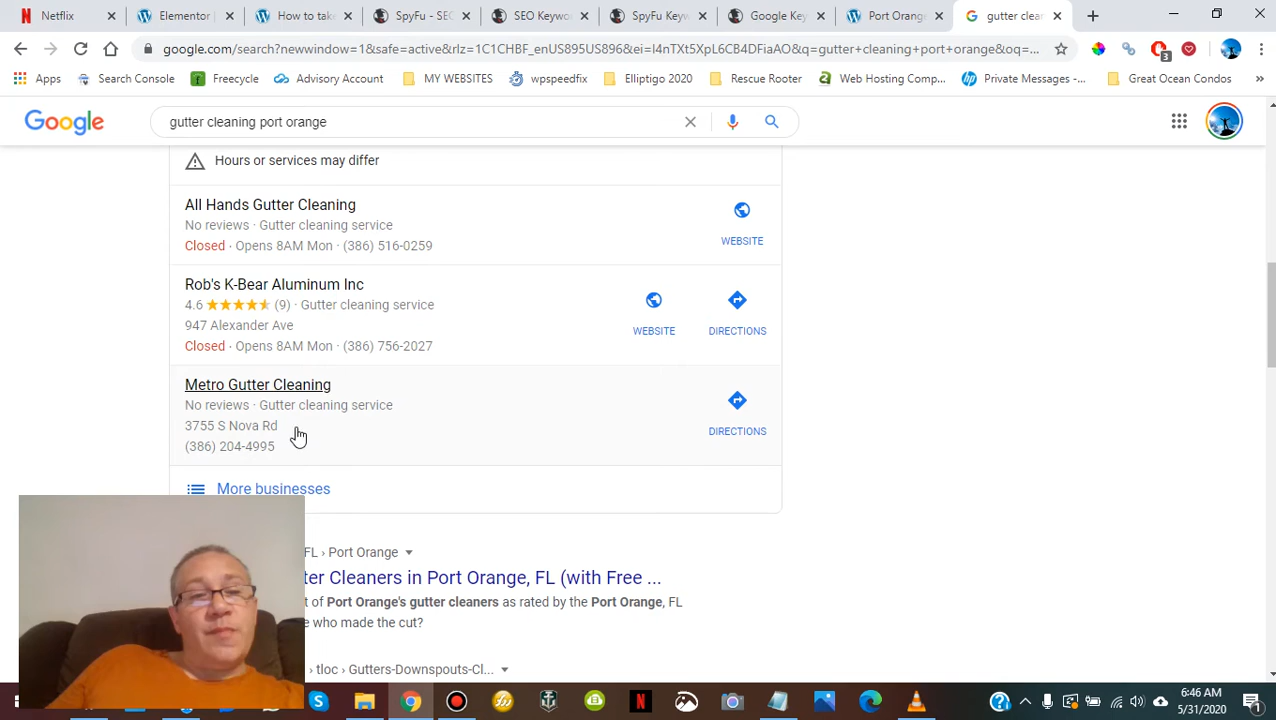 Netflix
Elementor
How to take
SpyFu - SEO
SEO Keywo
SpyFu Keyw
Google Key
Port Orange
gutter clean
google.com/search?newwindow=1&safe=active&rlz=1C1CHBF_enUS895US896&ei=I4nTXt5XpL6CB4DFiaAO&q=gutter+cleaning+port+orange&oq=...
3
Apps
Search Console
Freecycle
Advisory Account
MY WEBSITES
wpspeedfix
Elliptigo 2020
Rescue Rooter
Web Hosting Comp...
Private Messages -...
Great Ocean Condos
»
Google
gutter cleaning port orange
Hours or services may differ
All Hands Gutter Cleaning
No reviews · Gutter cleaning service
Closed · Opens 8AM Mon · (386) 516-0259
WEBSITE
Rob's K-Bear Aluminum Inc
4.6 ★★★★★ (9) · Gutter cleaning service
947 Alexander Ave
Closed · Opens 8AM Mon · (386) 756-2027
WEBSITE
DIRECTIONS
Metro Gutter Cleaning
No reviews · Gutter cleaning service
3755 S Nova Rd
(386) 204-4995
DIRECTIONS
More businesses
FL › Port Orange
ter Cleaners in Port Orange, FL (with Free ...
t of Port Orange's gutter cleaners as rated by the Port Orange, FL
e who made the cut?
› tloc › Gutters-Downspouts-Cl...
6:46 AM
5/31/2020